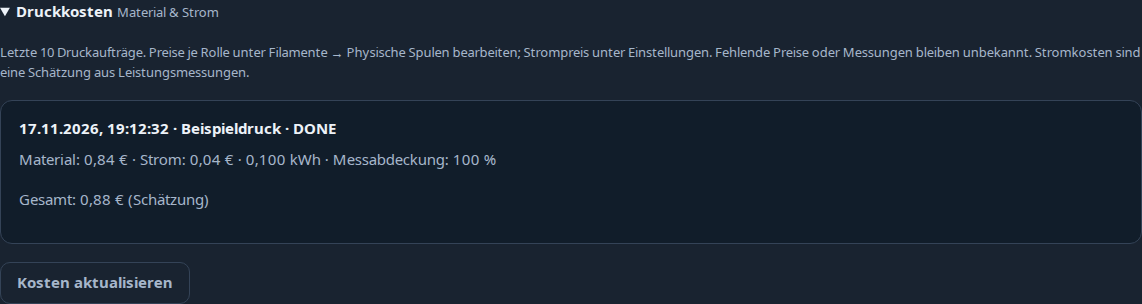 ▼ Druckkosten Material & Strom
Letzte 10 Druckaufträge. Preise je Rolle unter Filamente → Physische Spulen bearbeiten; Strompreis unter Einstellungen. Fehlende Preise oder Messungen bleiben unbekannt. Stromkosten sind
eine Schätzung aus Leistungsmessungen.
17.11.2026, 19:12:32 · Beispieldruck · DONE
Material: 0,84 € · Strom: 0,04 € · 0,100 kWh · Messabdeckung: 100 %
Gesamt: 0,88 € (Schätzung)
Kosten aktualisieren